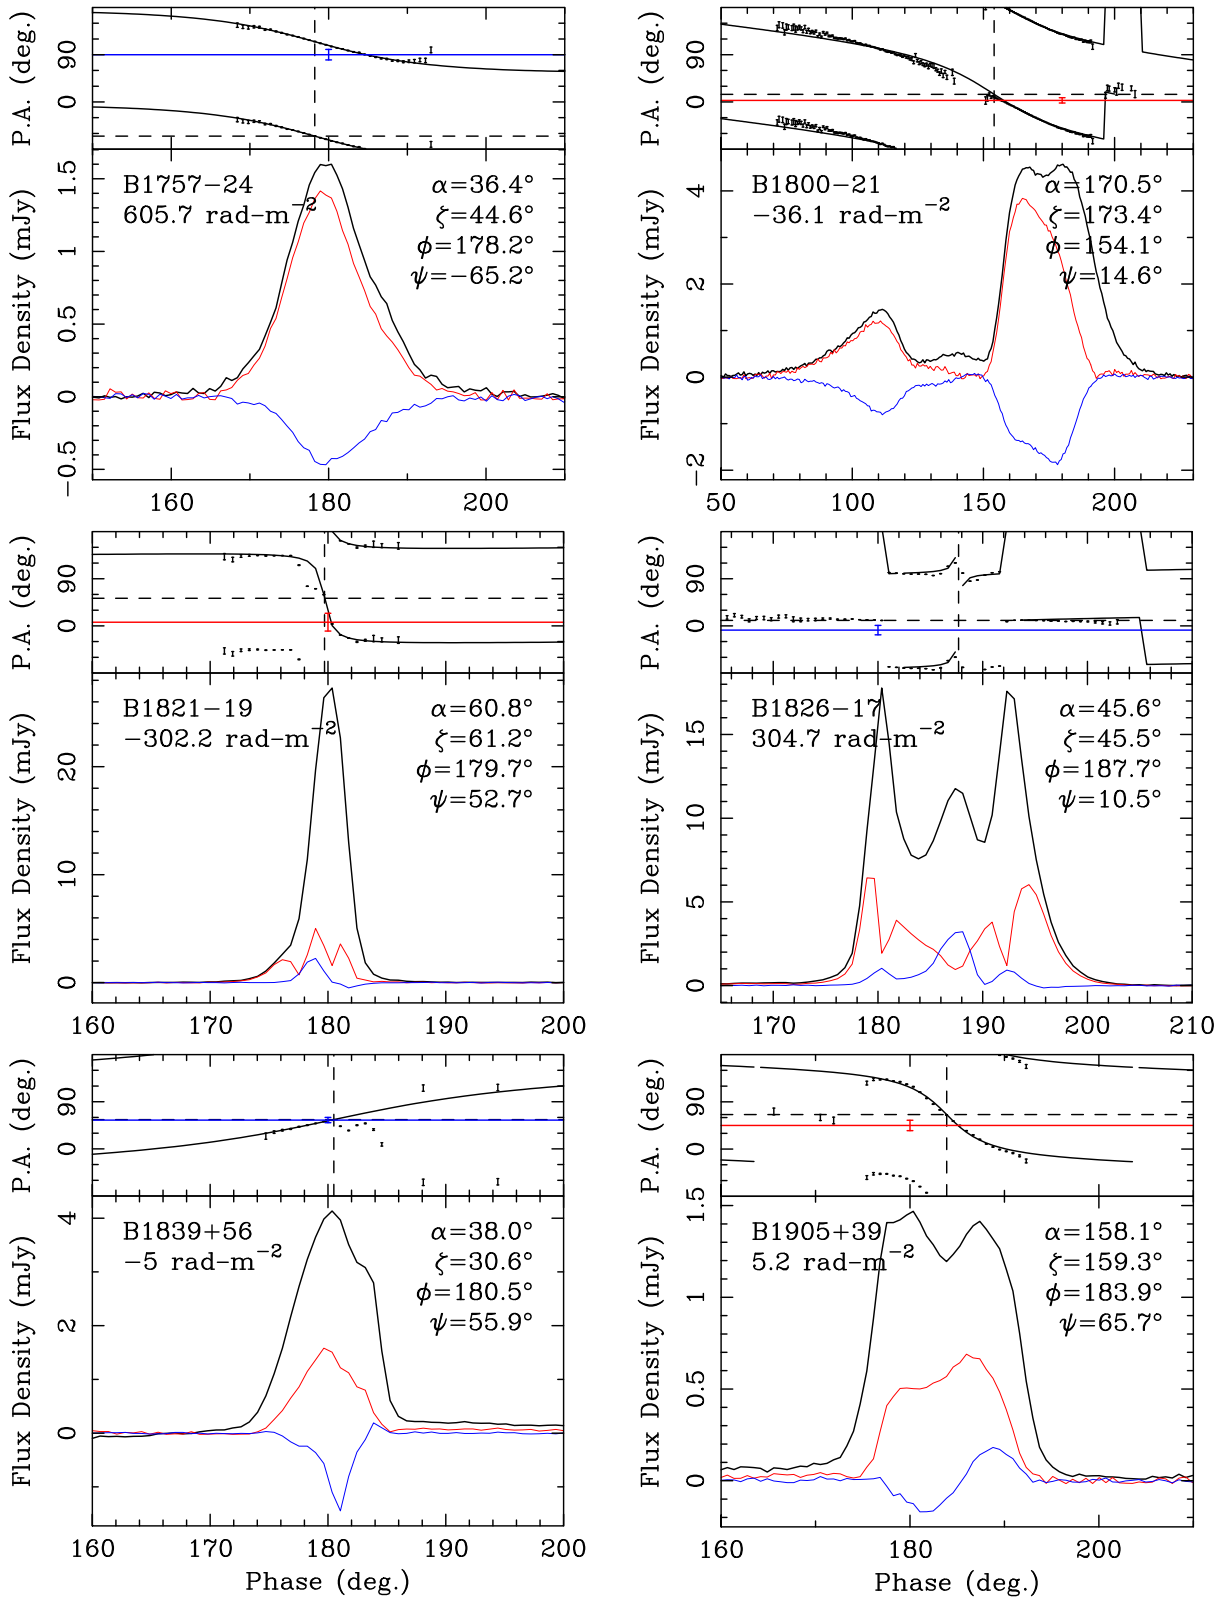 P.A. (deg.)
90
0
Flux Density (mJy)
1.5
1
0.5
0
−0.5
B1757−24
605.7 rad−m−2
α=36.4°
ζ=44.6°
ϕ=178.2°
ψ=−65.2°
160 180 200
P.A. (deg.)
90
0
Flux Density (mJy)
4
2
0
−2
B1800−21
−36.1 rad−m−2
α=170.5°
ζ=173.4°
ϕ=154.1°
ψ=14.6°
50 100 150 200
P.A. (deg.)
90
0
Flux Density (mJy)
20
10
0
B1821−19
−302.2 rad−m−2
α=60.8°
ζ=61.2°
ϕ=179.7°
ψ=52.7°
160 170 180 190 200
P.A. (deg.)
90
0
Flux Density (mJy)
15
10
5
0
B1826−17
304.7 rad−m−2
α=45.6°
ζ=45.5°
ϕ=187.7°
ψ=10.5°
170 180 190 200 210
P.A. (deg.)
90
0
Flux Density (mJy)
4
2
0
B1839+56
−5 rad−m−2
α=38.0°
ζ=30.6°
ϕ=180.5°
ψ=55.9°
160 170 180 190 200
Phase (deg.)
P.A. (deg.)
90
0
Flux Density (mJy)
1.5
1
0.5
0
B1905+39
5.2 rad−m−2
α=158.1°
ζ=159.3°
ϕ=183.9°
ψ=65.7°
160 180 200
Phase (deg.)